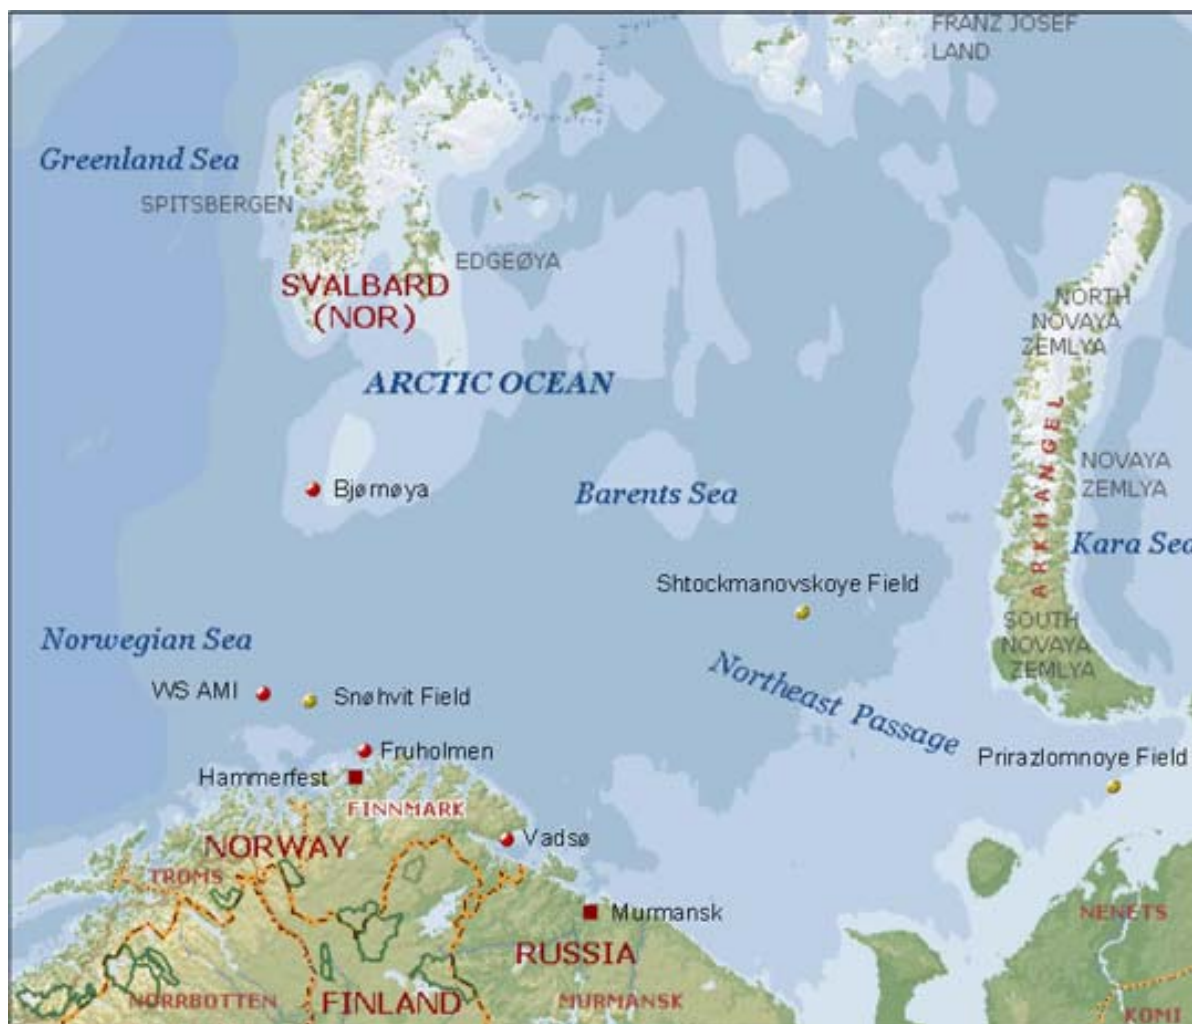 FRANZ JOSEF
LAND
Greenland Sea
SPITSBERGEN
EDGEØYA
SVALBARD
(NOR)
NORTH
NOVAYA
ZEMLYA
ARCTIC OCEAN
ARKHANGEL
NOVAYA
ZEMLYA
Bjørnøya
Barents Sea
Kara Sea
Shtockmanovskoye Field
SOUTH
NOVAYA
ZEMLYA
Norwegian Sea
Northeast Passage
WS AMI
Snøhvit Field
Fruholmen
Prirazlomnoye Field
Hammerfest
FINNMARK
NORWAY
Vadsø
TROMS
Murmansk
NENETS
RUSSIA
NORRBOTTEN
FINLAND
MURMANSK
KOMI